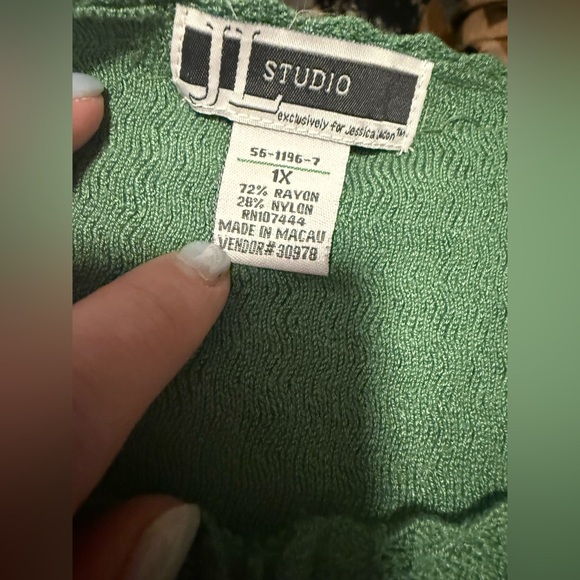 JL STUDIO
exclusively for Jessica London™
56-1196-7
1X
72% RAYON
28% NYLON
RN107444
MADE IN MACAU
VENDOR# 30978